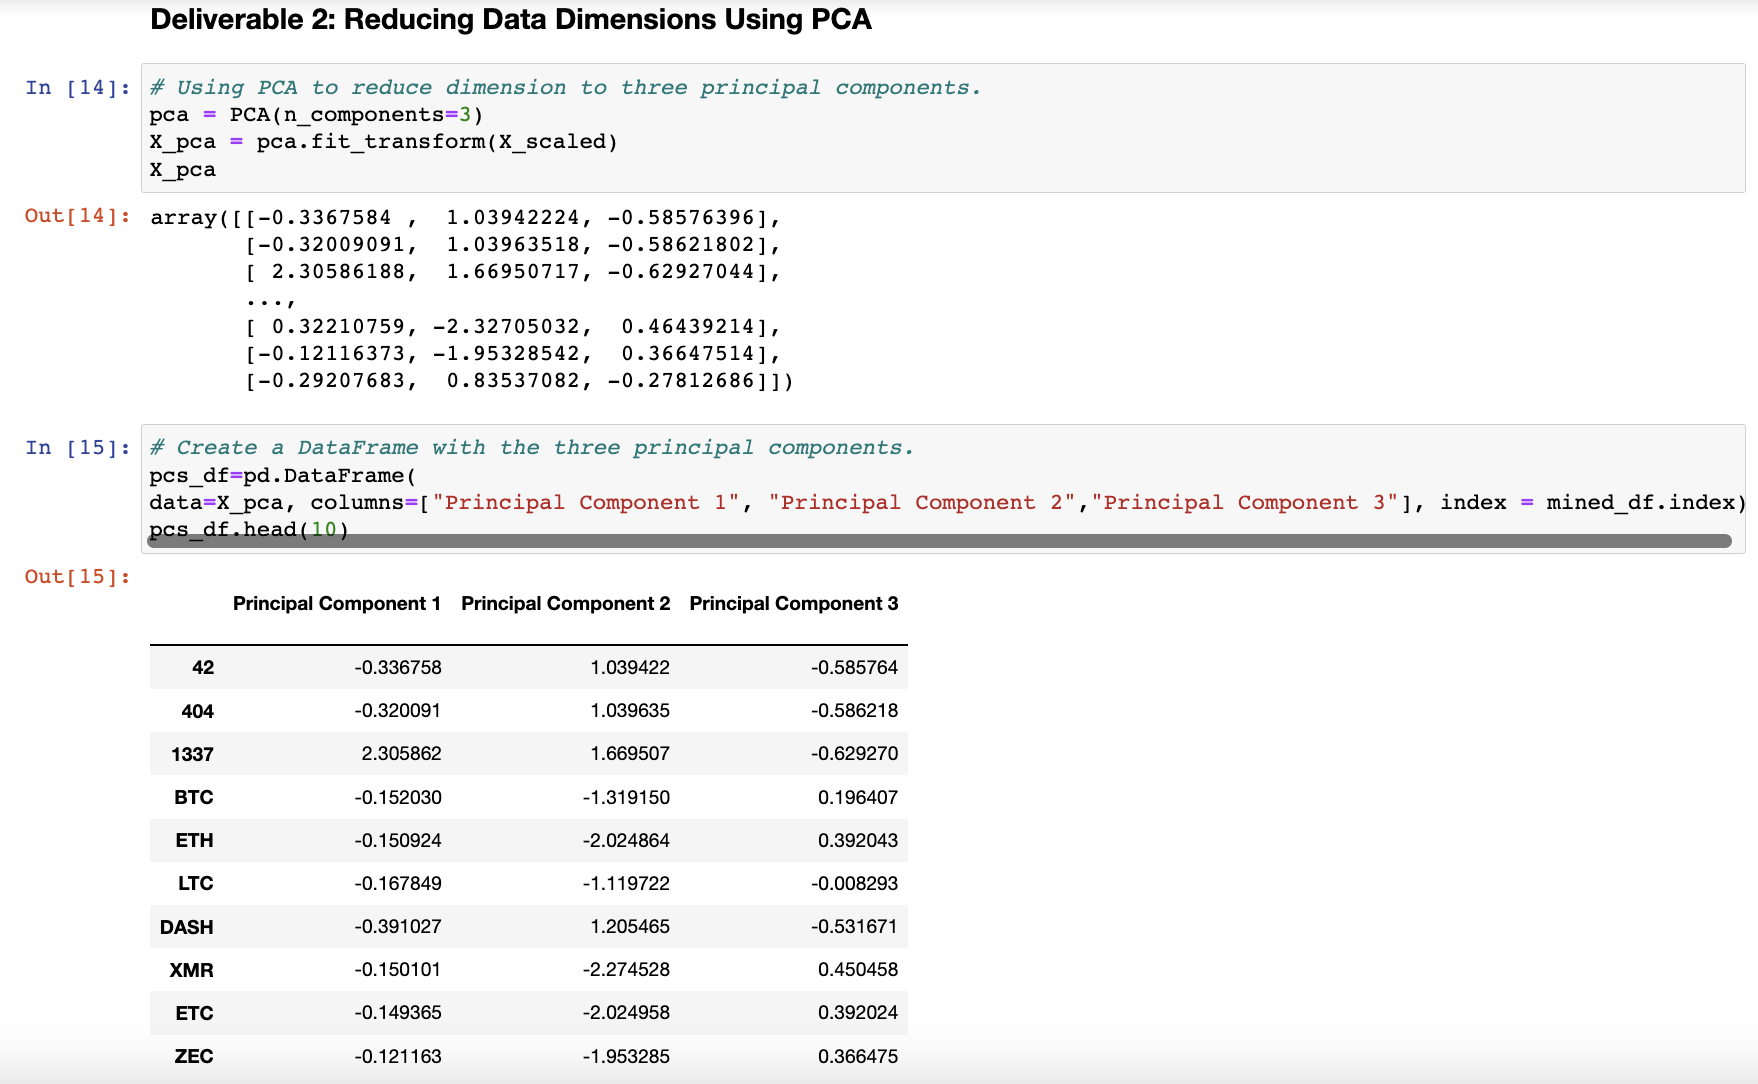 Deliverable 2: Reducing Data Dimensions Using PCA
In [14]: # Using PCA to reduce dimension to three principal components.
pca = PCA(n_components=3)
X_pca = pca.fit_transform(X_scaled)
X_pca
Out[14]: array([[-0.3367584 ,  1.03942224, -0.58576396],
[-0.32009091,  1.03963518, -0.58621802],
[ 2.30586188,  1.66950717, -0.62927044],
...,
[ 0.32210759, -2.32705032,  0.46439214],
[-0.12116373, -1.95328542,  0.36647514],
[-0.29207683,  0.83537082, -0.27812686]])
In [15]: # Create a DataFrame with the three principal components.
pcs_df=pd.DataFrame(
data=X_pca, columns=["Principal Component 1", "Principal Component 2","Principal Component 3"], index = mined_df.index)
pcs_df.head(10)
Out[15]:
Principal Component 1 Principal Component 2 Principal Component 3
42 -0.336758 1.039422 -0.585764
404 -0.320091 1.039635 -0.586218
1337 2.305862 1.669507 -0.629270
BTC -0.152030 -1.319150 0.196407
ETH -0.150924 -2.024864 0.392043
LTC -0.167849 -1.119722 -0.008293
DASH -0.391027 1.205465 -0.531671
XMR -0.150101 -2.274528 0.450458
ETC -0.149365 -2.024958 0.392024
ZEC -0.121163 -1.953285 0.366475